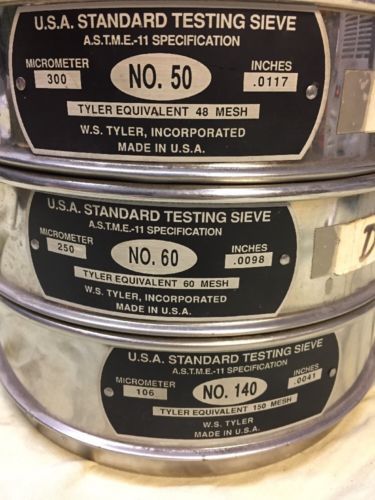 U.S.A. STANDARD TESTING SIEVE
A.S.T.M.E.-11 SPECIFICATION
MICROMETER NO. 50 INCHES
300 .0117
TYLER EQUIVALENT 48 MESH
W.S. TYLER, INCORPORATED
MADE IN U.S.A.
U.S.A. STANDARD TESTING SIEVE
A.S.T.M.E.-11 SPECIFICATION
MICROMETER NO. 60 INCHES
250 .0098
TYLER EQUIVALENT 60 MESH
W.S. TYLER, INCORPORATED
MADE IN U.S.A.
U.S.A. STANDARD TESTING SIEVE
A.S.T.M.E.-11 SPECIFICATION
MICROMETER NO. 140 INCHES
106 .0041
TYLER EQUIVALENT 150 MESH
W.S. TYLER
MADE IN U.S.A.